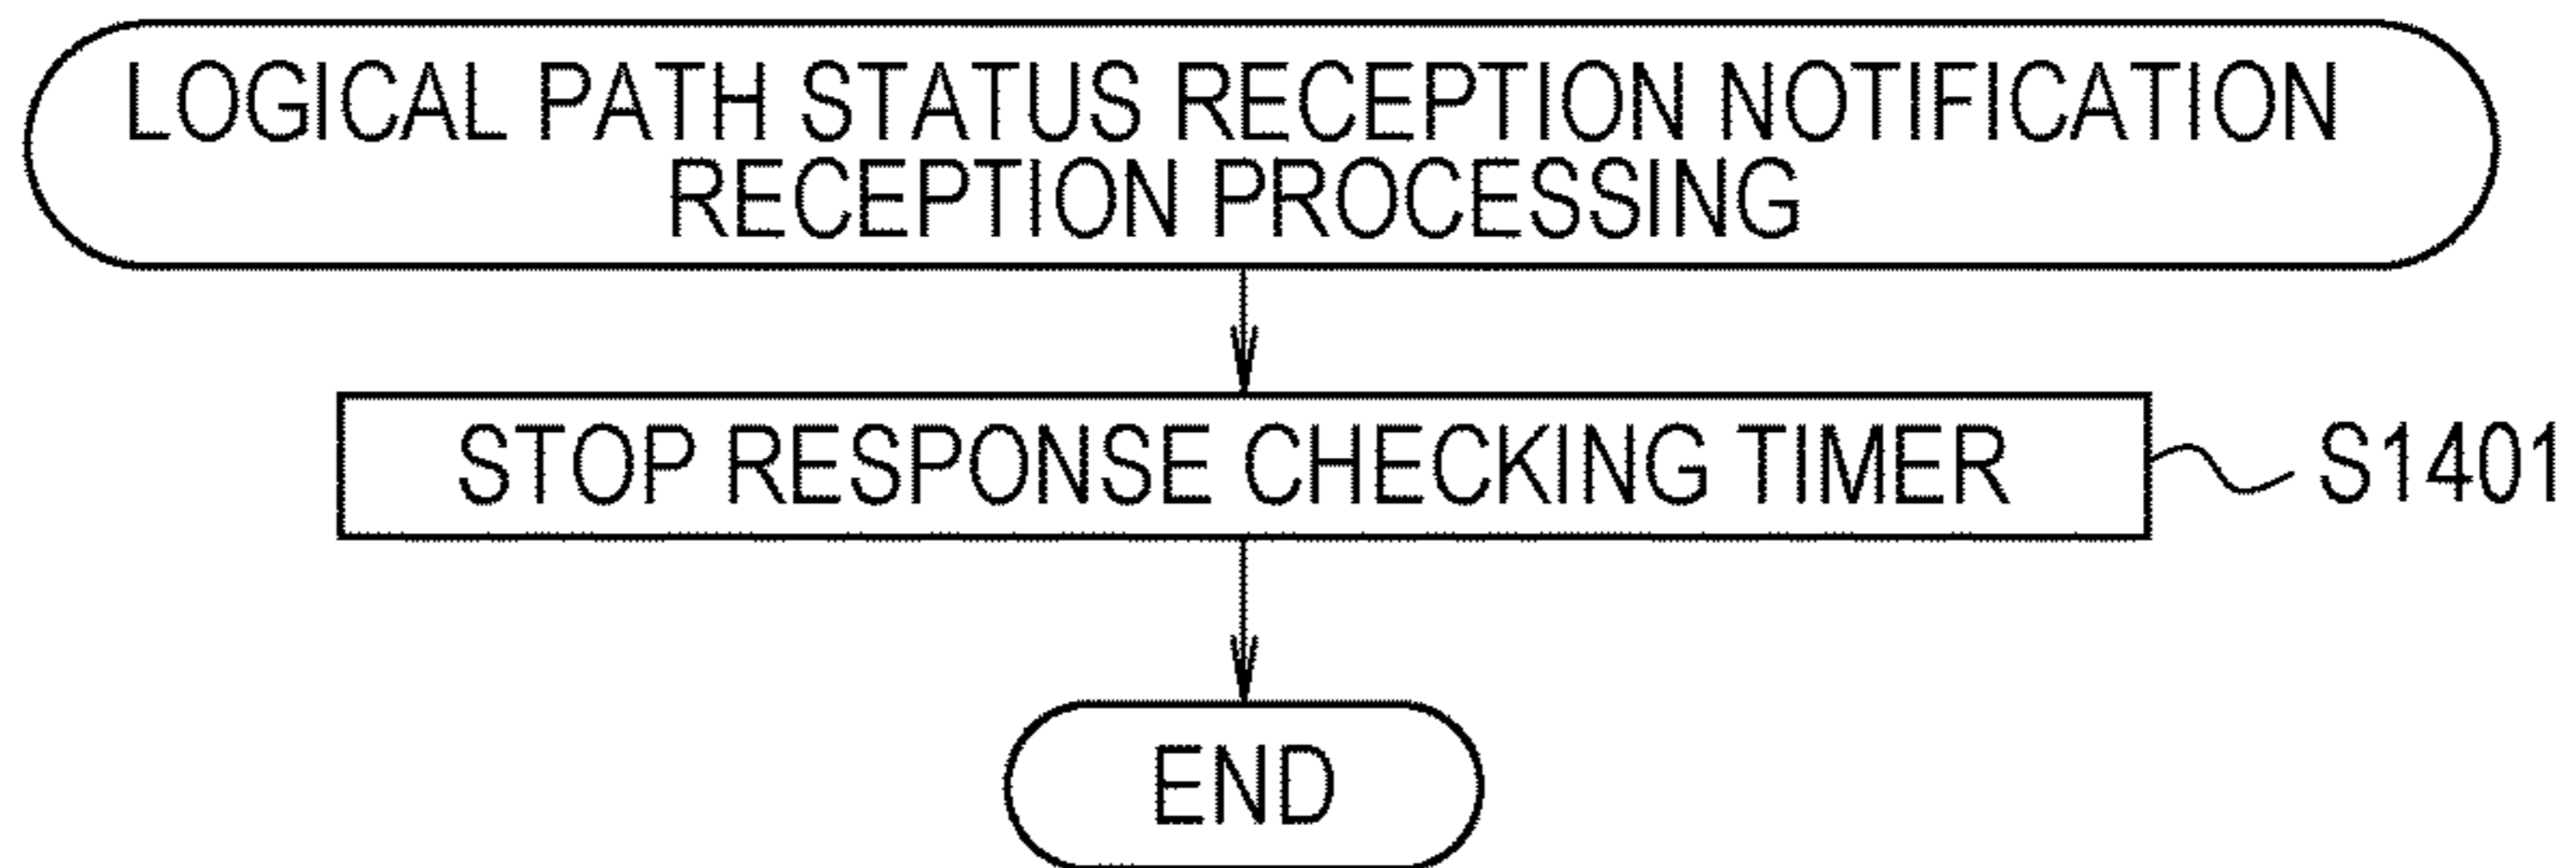 LOGICAL PATH STATUS RECEPTION NOTIFICATION
RECEPTION PROCESSING
STOP RESPONSE CHECKING TIMER
S1401
END